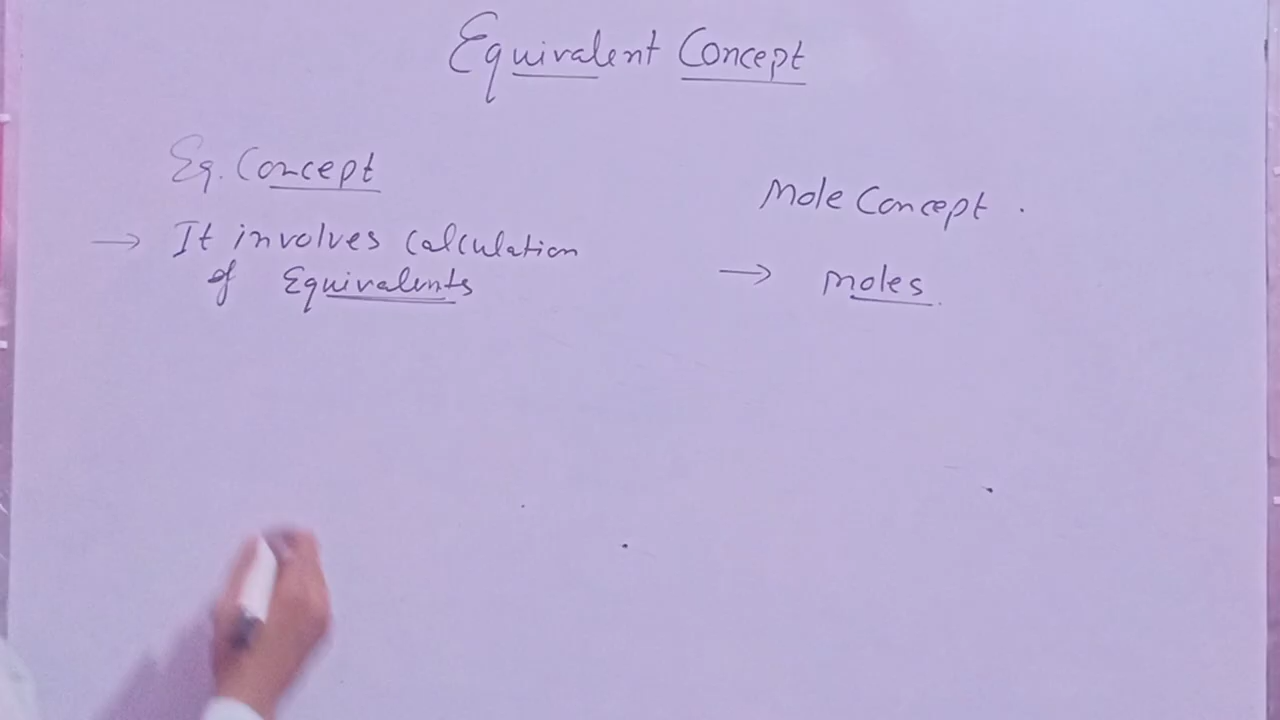 Equivalent Concept
Eq. Concept
→ It involves calculation
of Equivalents
Mole Concept.
→ moles.